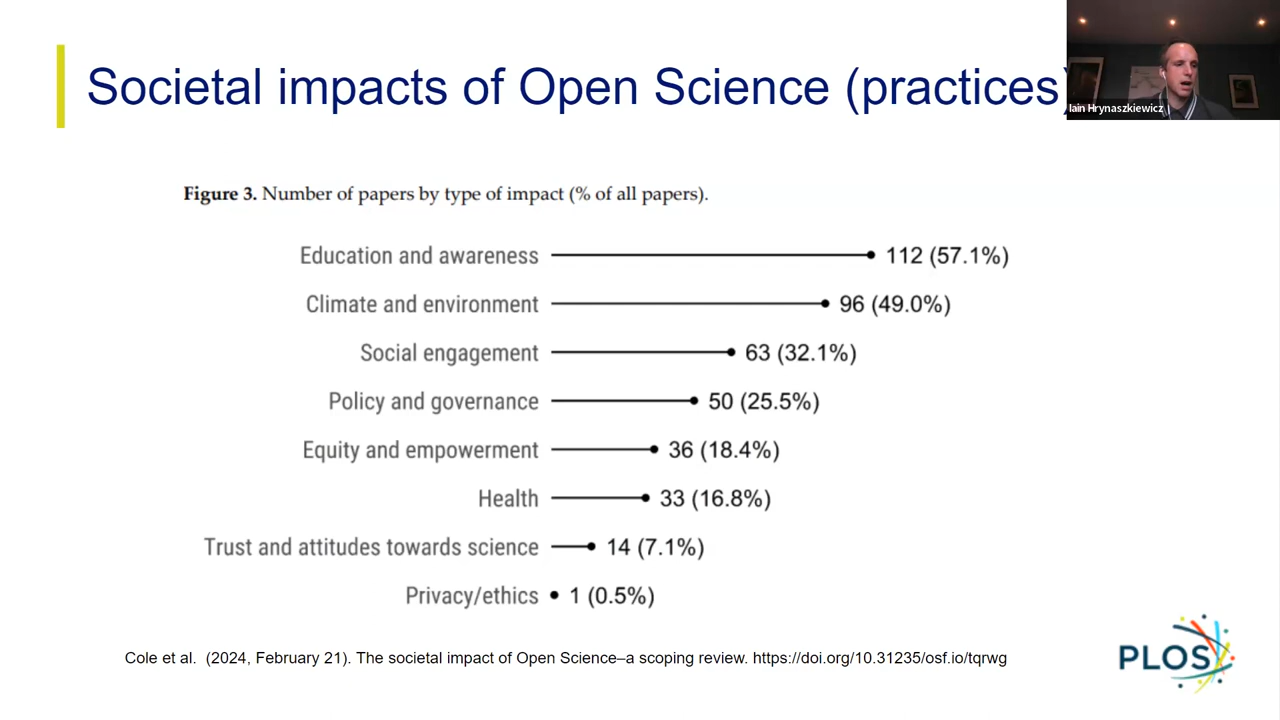 Societal impacts of Open Science (practices)
Iain Hrynaszkiewicz
Figure 3. Number of papers by type of impact (% of all papers).
Education and awareness 112 (57.1%)
Climate and environment 96 (49.0%)
Social engagement 63 (32.1%)
Policy and governance 50 (25.5%)
Equity and empowerment 36 (18.4%)
Health 33 (16.8%)
Trust and attitudes towards science 14 (7.1%)
Privacy/ethics 1 (0.5%)
Cole et al. (2024, February 21). The societal impact of Open Science–a scoping review. https://doi.org/10.31235/osf.io/tqrwg
PLOS